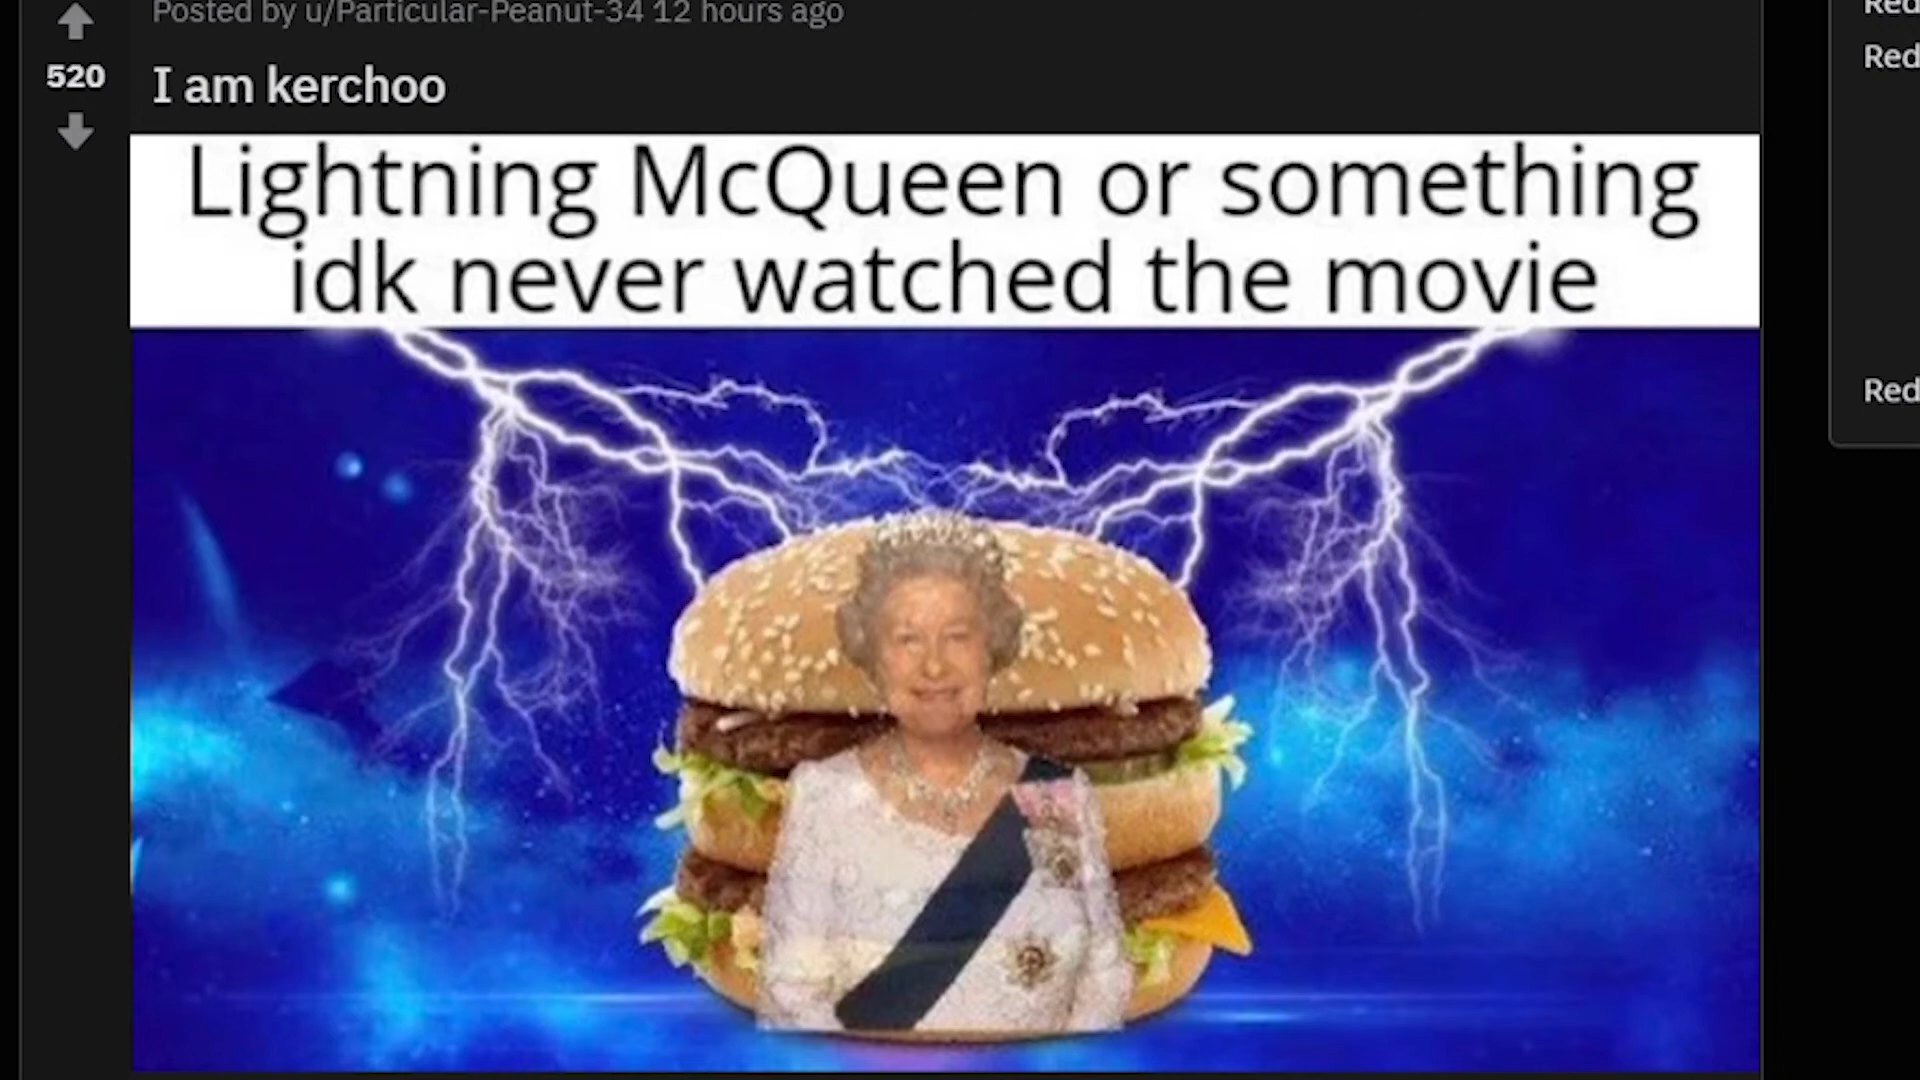 Posted by u/Particular-Peanut-34 12 hours ago
520
I am kerchoo
Lightning McQueen or something
idk never watched the movie
Red
Red
Red